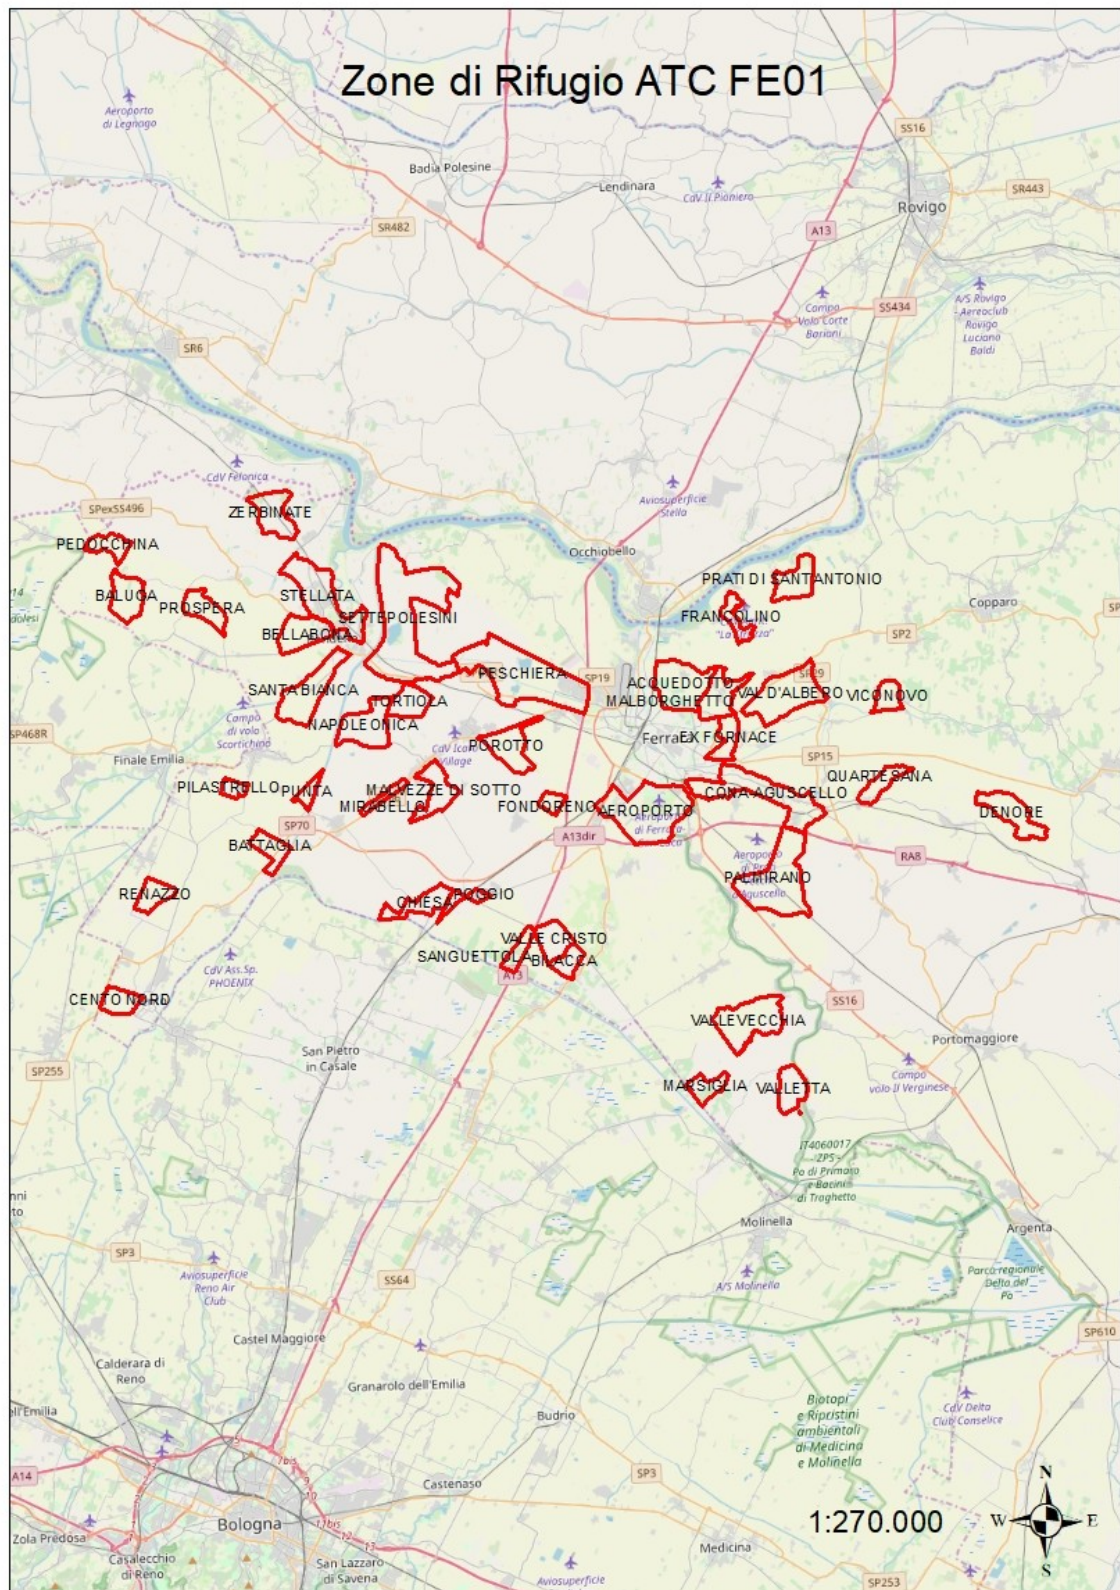 Zone di Rifugio ATC FE01
Aeroporto
di Legnago
SS16
Badia Polesine
Lendinara
CdV Il Pioniero
SR443
Rovigo
SR482
A13
Campo
Volo Corte
Bariani
SS434
A/S Rovigo
- Aereoclub
Rovigo
Luciano
Baldi
SR6
CdV Felonica
Aviosuperficie
Stella
ZERBINATE
SPexSS496
PEDOCCHINA
Occhiobello
BALUGA
PROSPERA
STELLATA
SETTEPOLESINI
BELLABONA
PRATI DI SANT'ANTONIO
FRANCOLINO
Copparo
SP2
SANTA BIANCA
TORTIOLA
NAPOLEONICA
PESCHIERA
SP19
ACQUEDOTTO
MALBORGHETTO
SP29
VAL D'ALBERO
VICONOVO
Campo
di volo
Scortichino
SP468R
Finale Emilia
POROTTO
Ferrara
EX FORNACE
SP15
PILASTRELLO
PUNTA
MALVEZZE DI SOTTO
MIRABELLO
FONDORENO
AEROPORTO
CONA AGUSCELLO
QUARTESANA
DENORE
SP70
BATTAGLIA
A13dir
RA8
RENAZZO
CHIESA
POGGIO
PALMIRANO
VALLE CRISTO
SANGUETTOLA
BILACCA
A13
CdV Ass.Sp.
PHOENIX
CENTO NORD
SS16
VALLEVECCHIA
San Pietro
in Casale
Portomaggiore
SP255
MARSIGLIA
VALLETTA
Campo
volo Il Verginese
IT4060017
- ZPS -
Po di Primaro
e Bacini
di Traghetto
Molinella
Argenta
SP3
Aviosuperficie
Reno Air
Club
SS64
A/S Molinella
Parco regionale
Delta del
Po
Castel Maggiore
SP610
Calderara di
Reno
Granarolo dell'Emilia
Budrio
Biotopi
e Ripristini
ambientali
di Medicina
e Molinella
CdV Delta
Club Conselice
A14
SP3
Castenaso
Bologna
Zola Predosa
Casalecchio
di Reno
San Lazzaro
di Savena
Medicina
Aviosuperficie
SP253
1:270.000
N
W E
S